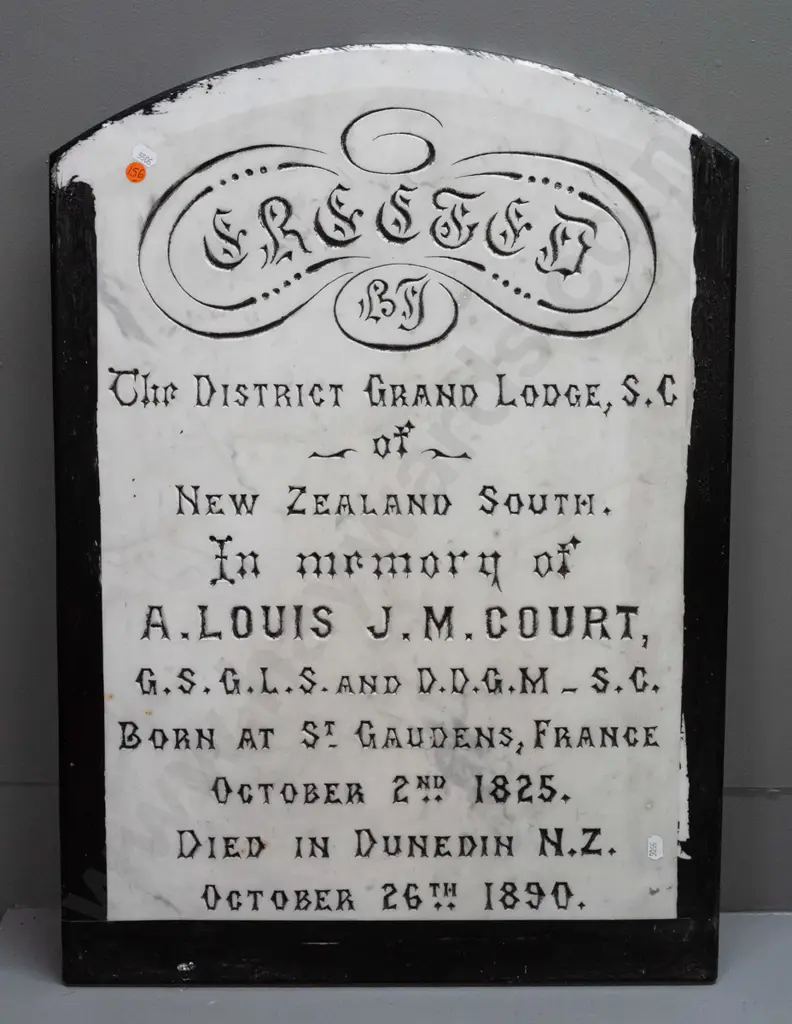 ERECTED
BY
The DISTRICT GRAND LODGE, S.C
of
NEW ZEALAND SOUTH.
In memory of
A. LOUIS J. M. COURT,
G.S.G.L.S. AND D.D.G.M - S.C.
BORN AT ST GAUDENS, FRANCE
OCTOBER 2ND 1825.
DIED IN DUNEDIN N.Z.
OCTOBER 26TH 1890.
156